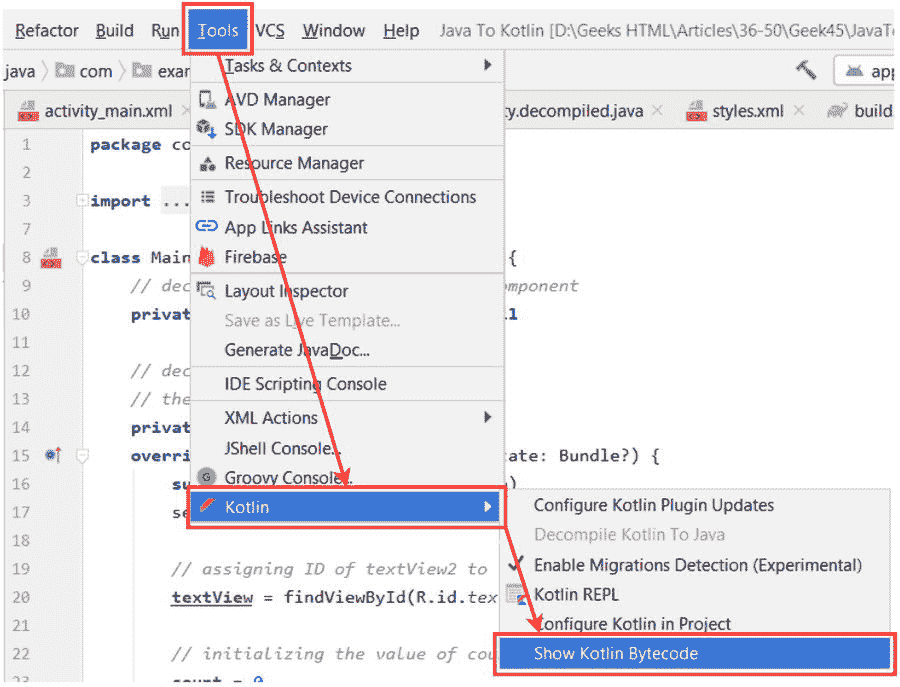 Refactor Build Run Tools VCS Window Help Java To Kotlin [D:\Geeks HTML\Articles\36-50\Geek45\JavaTo
java com exar
app
activity_main.xml ty.decompiled.java styles.xml build
Tasks & Contexts
AVD Manager
SDK Manager
Resource Manager
Troubleshoot Device Connections
App Links Assistant
Firebase
Layout Inspector
Save as Live Template...
Generate JavaDoc...
IDE Scripting Console
XML Actions
JShell Console...
Groovy Console...
Kotlin
Configure Kotlin Plugin Updates
Decompile Kotlin To Java
Enable Migrations Detection (Experimental)
Kotlin REPL
Configure Kotlin in Project
Show Kotlin Bytecode
1 package co
2
3 import ...
7
8 class Main {
9 // dec mponent
10 privat ll
11
12 // dec
13 // the
14 privat
15 overri ate: Bundle?) {
16 su )
17 se
18
19 // assigning ID of textView2 to
20 textView = findViewById(R.id.tex
21
22 // initializing the value of cou
23 count = 0